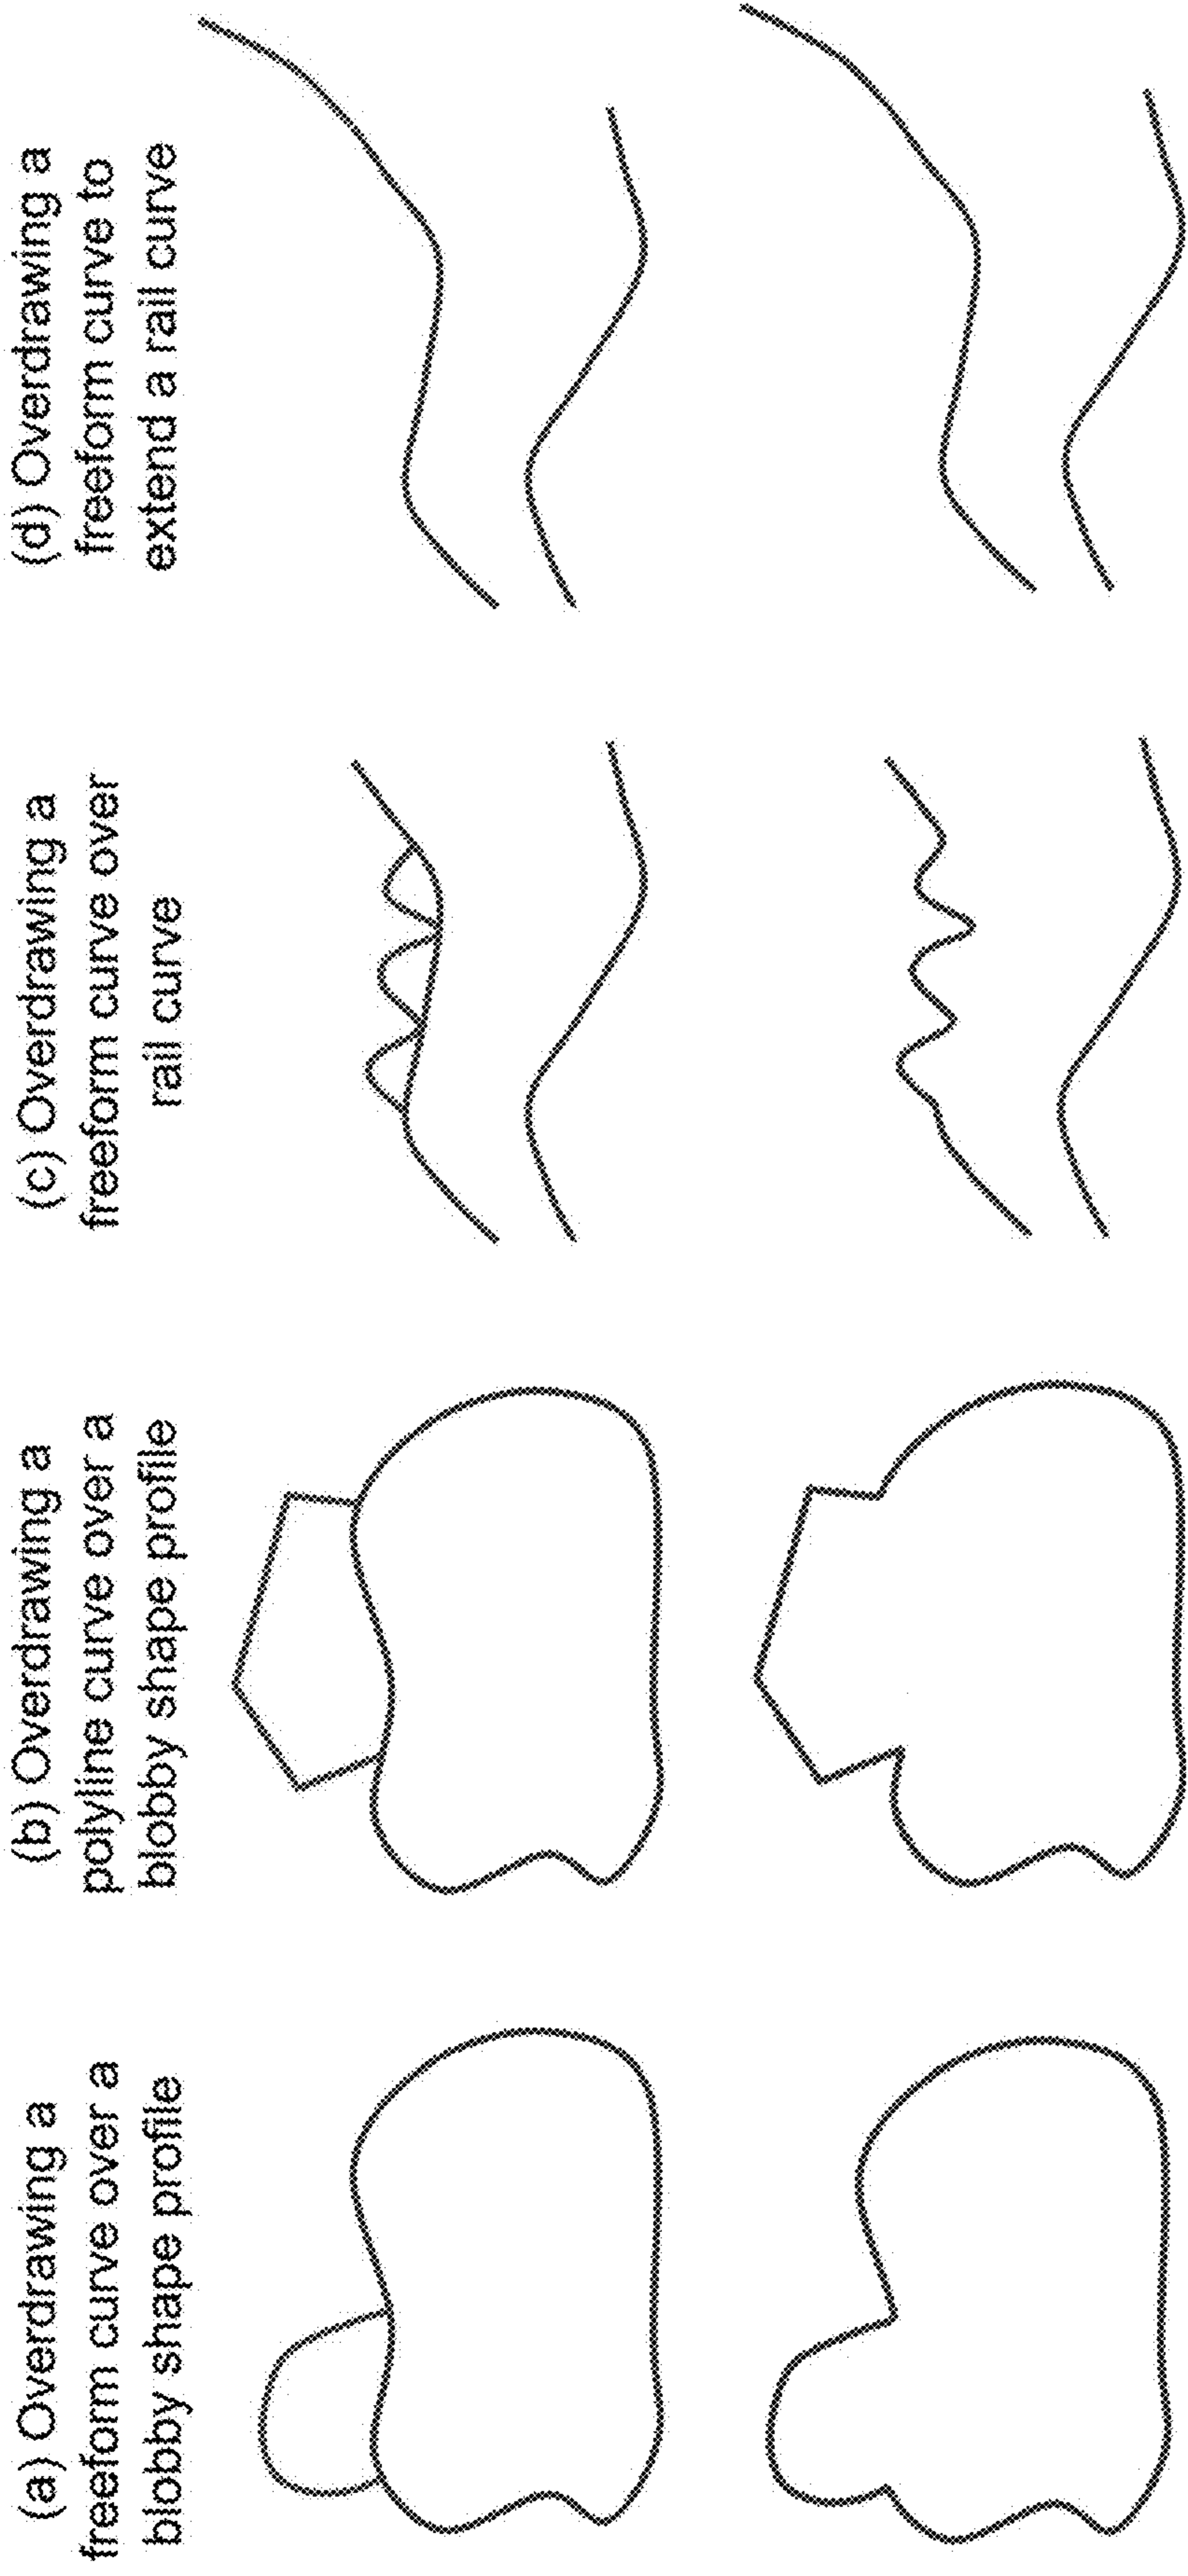 (a) Overdrawing a
freeform curve over a
blobby shape profile
(b) Overdrawing a
polyline curve over a
blobby shape profile
(c) Overdrawing a
freeform curve over
rail curve
(d) Overdrawing a
freeform curve to
extend a rail curve